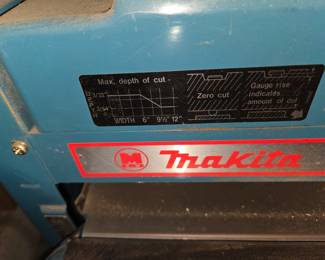 Max. depth of cut
Zero cut
Gauge rise
indicates
amount of cut
WIDTH 6" 9½" 12"
M
makita